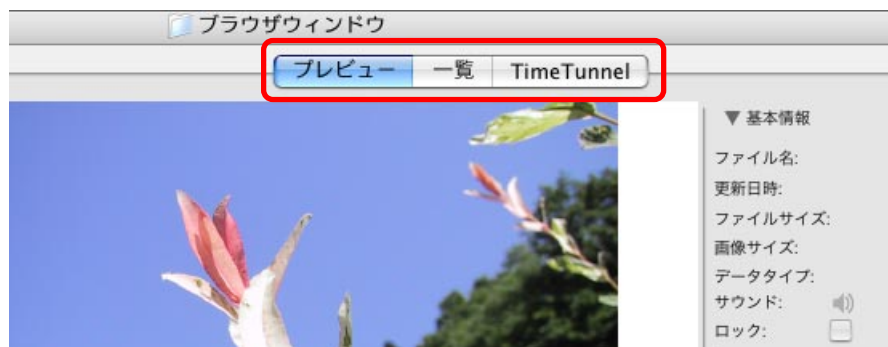 ブラウザウィンドウ
プレビュー 一覧 TimeTunnel
▼ 基本情報
ファイル名:
更新日時:
ファイルサイズ:
画像サイズ:
データタイプ:
サウンド:
ロック: